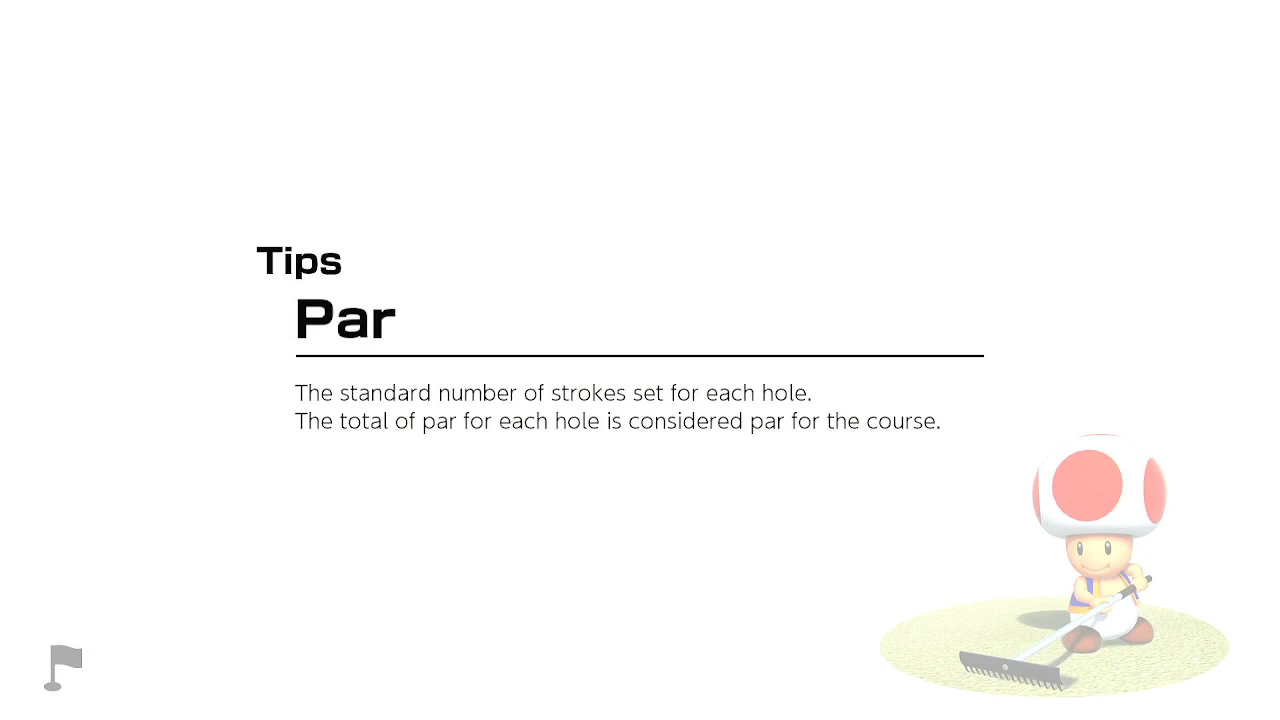 Tips
Par
The standard number of strokes set for each hole.
The total of par for each hole is considered par for the course.